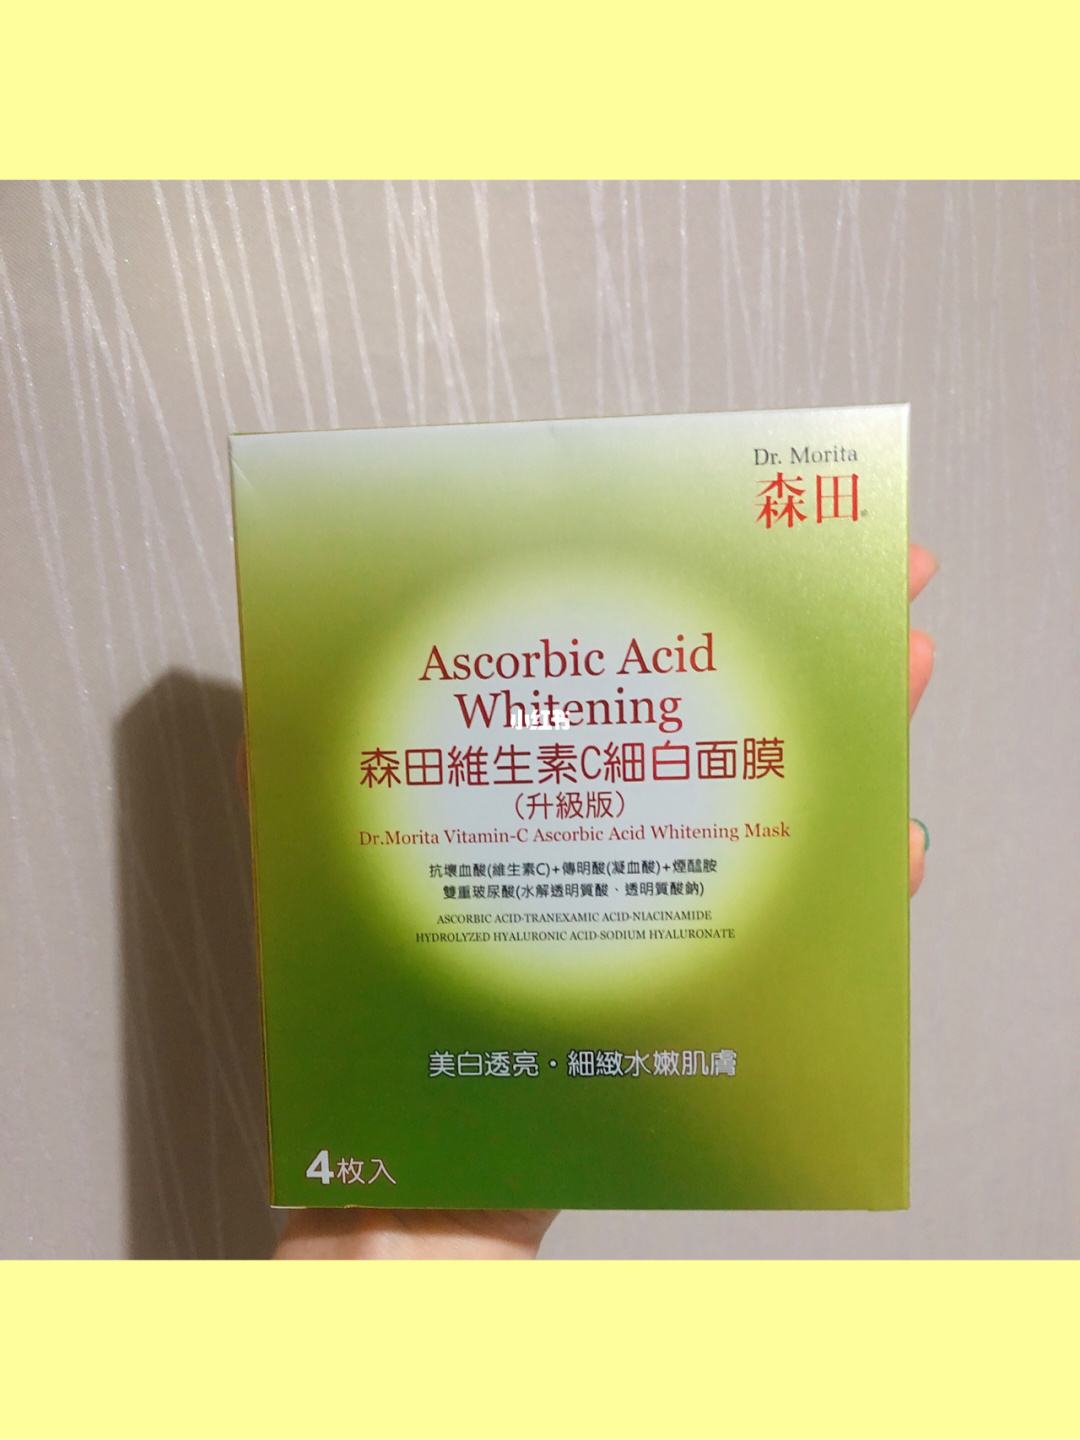 Dr. Morita
森田
Ascorbic Acid
Whitening
小红书
森田維生素C細白面膜
(升級版)
Dr.Morita Vitamin-C Ascorbic Acid Whitening Mask
抗壞血酸(維生素C)+傳明酸(凝血酸)+煙醯胺
雙重玻尿酸(水解透明質酸、透明質酸鈉)
ASCORBIC ACID·TRANEXAMIC ACID·NIACINAMIDE
HYDROLYZED HYALURONIC ACID·SODIUM HYALURONATE
美白透亮·細緻水嫩肌膚
4枚入